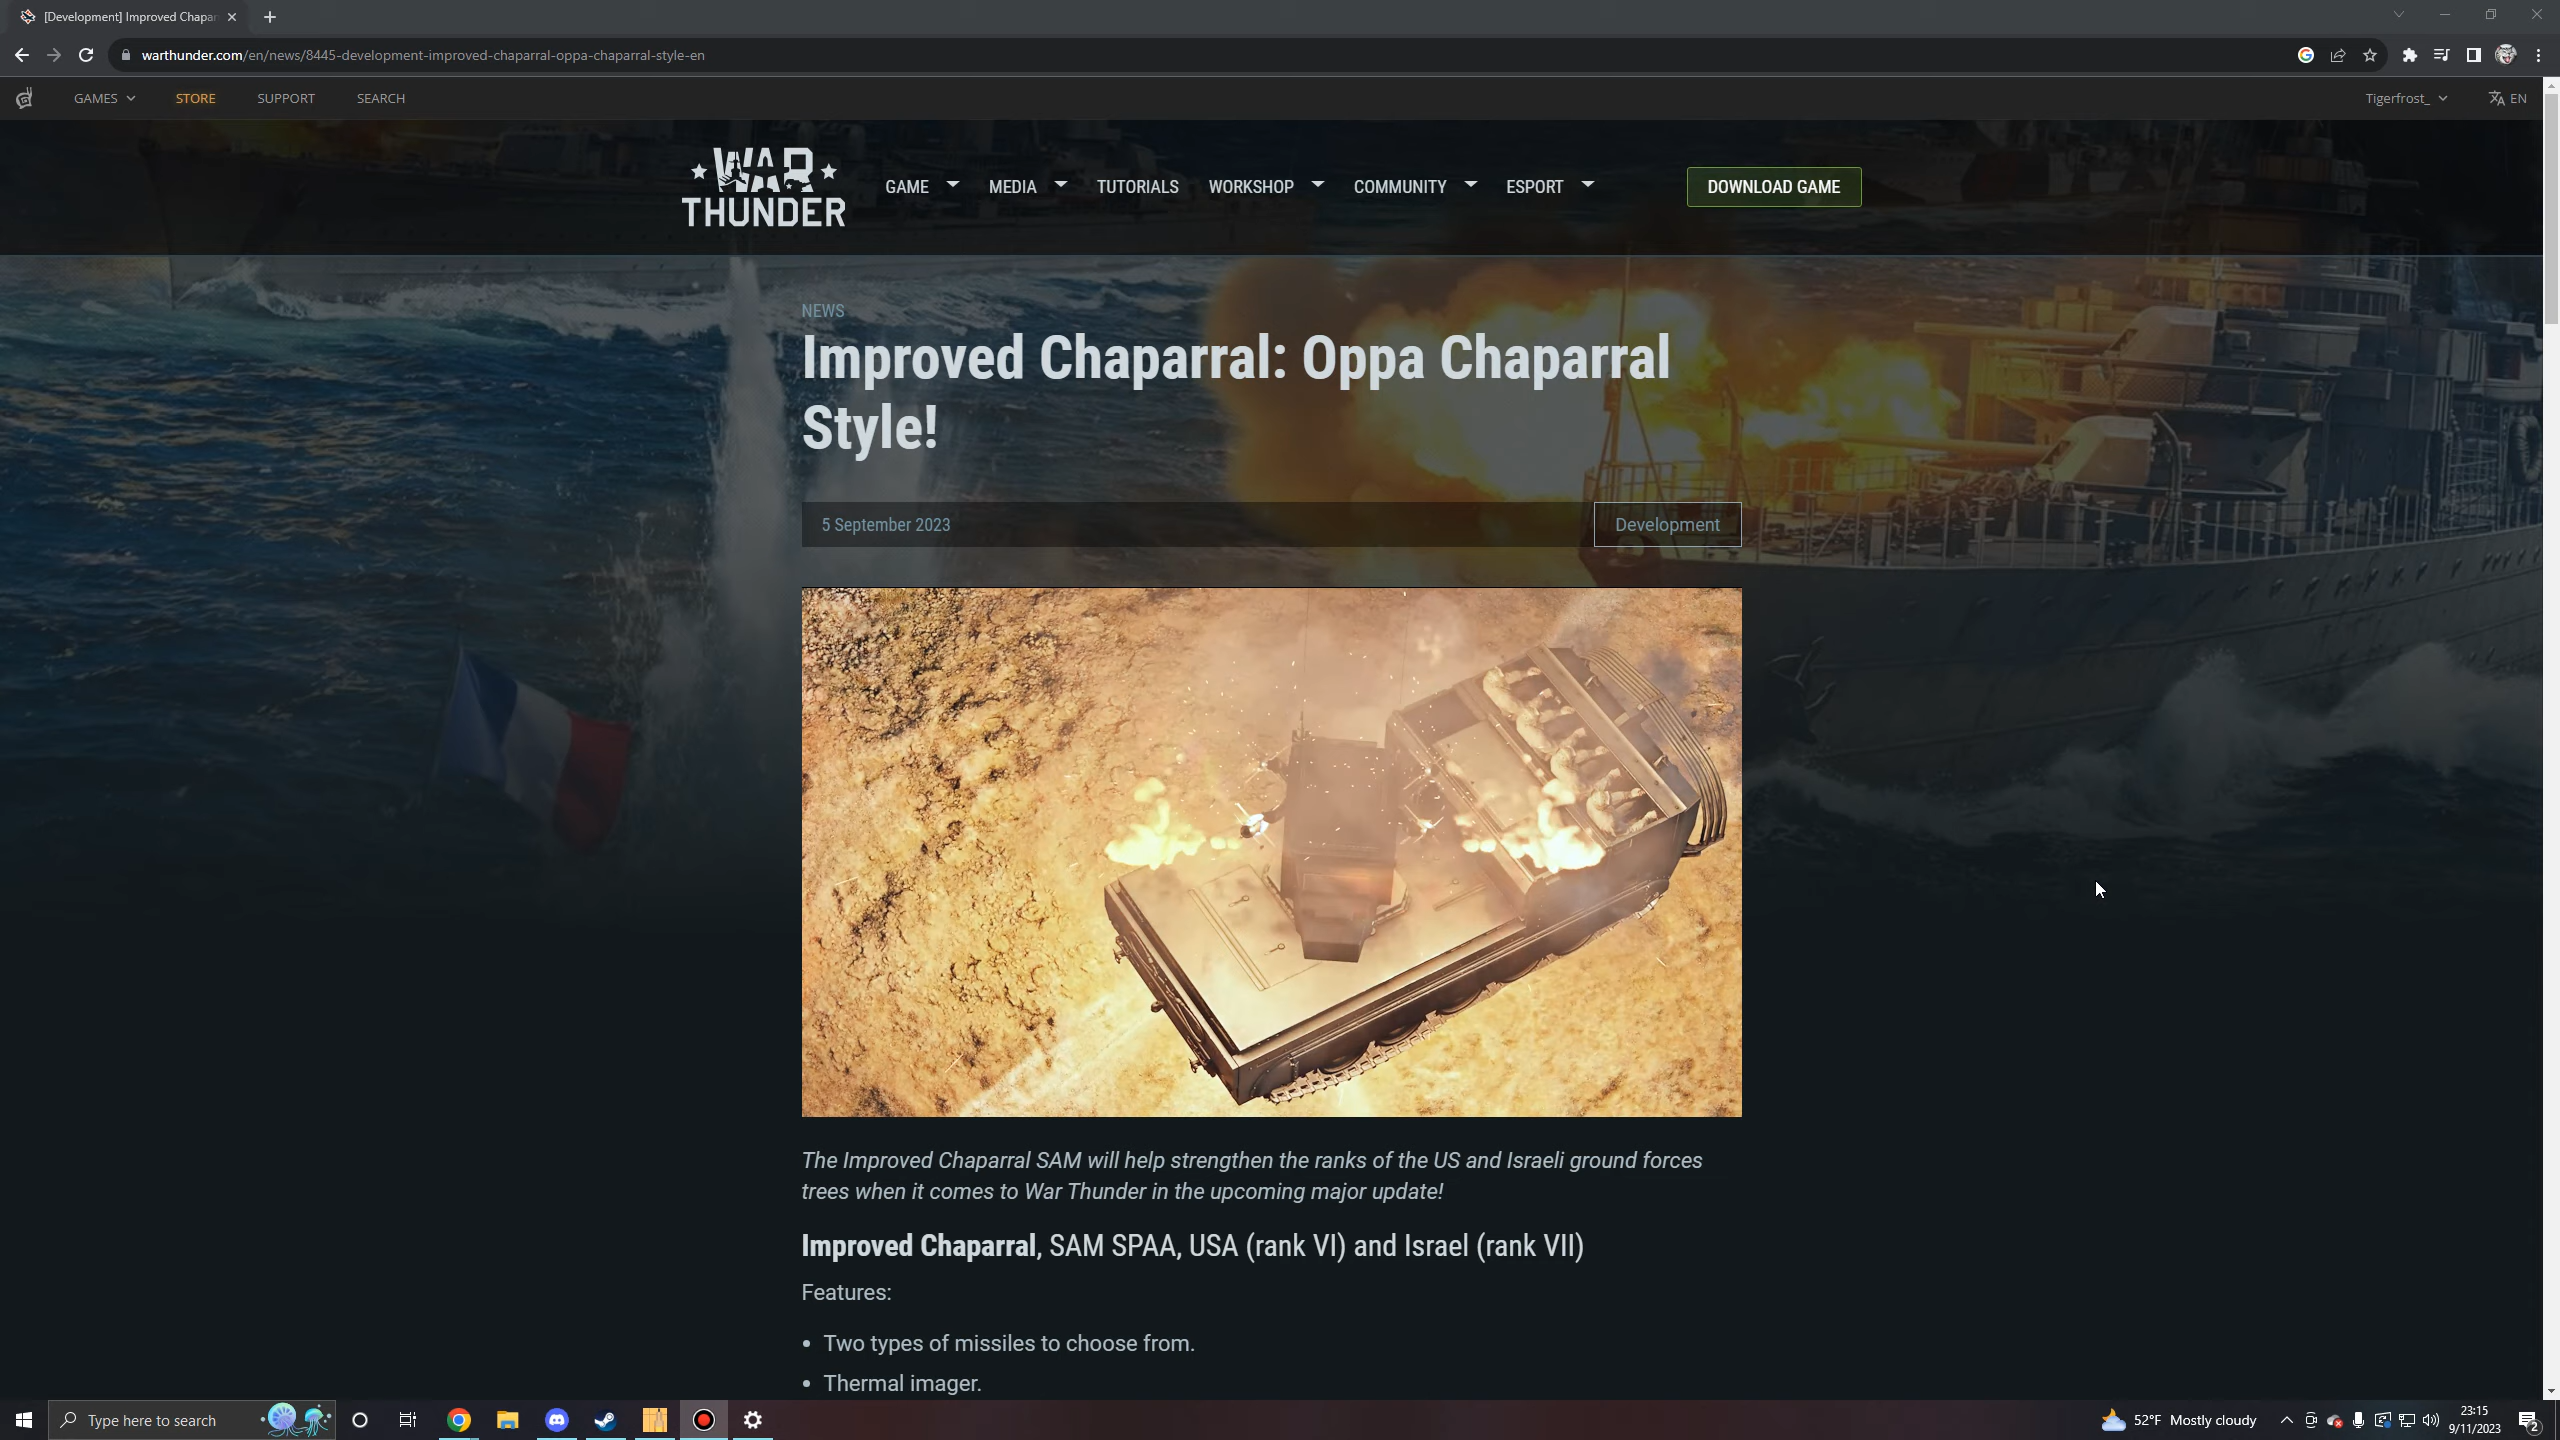 [Development] Improved Chapar
warthunder.com/en/news/8445-development-improved-chaparral-oppa-chaparral-style-en
GAMES STORE SUPPORT SEARCH Tigerfrost_ EN
WAR THUNDER
GAME MEDIA TUTORIALS WORKSHOP COMMUNITY ESPORT DOWNLOAD GAME
NEWS
Improved Chaparral: Oppa Chaparral
Style!
5 September 2023 Development
The Improved Chaparral SAM will help strengthen the ranks of the US and Israeli ground forces
trees when it comes to War Thunder in the upcoming major update!
Improved Chaparral, SAM SPAA, USA (rank VI) and Israel (rank VII)
Features:
• Two types of missiles to choose from.
• Thermal imager.
Type here to search 52°F Mostly cloudy 23:15
9/11/2023 2